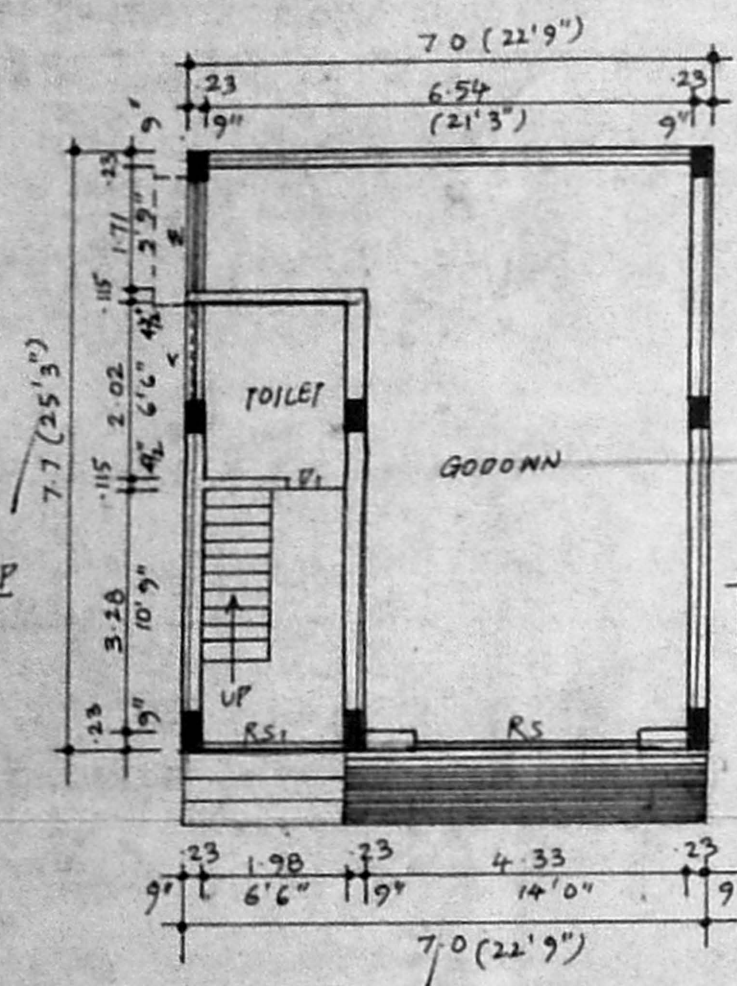 7.0 (22'9")
.23 6.54 .23
9" (21'3") 9"
7.7 (25'3")
.23 9"
1.71
.115 4½"
2.02 6'6"
.115 4½"
3.28 10'9"
.23 9"
TOILET
GODOWN
UP
RS1 RS
.23 1.98 .23 4.33 .23
9" 6'6" 9" 14'0" 9
7.0 (22'9")